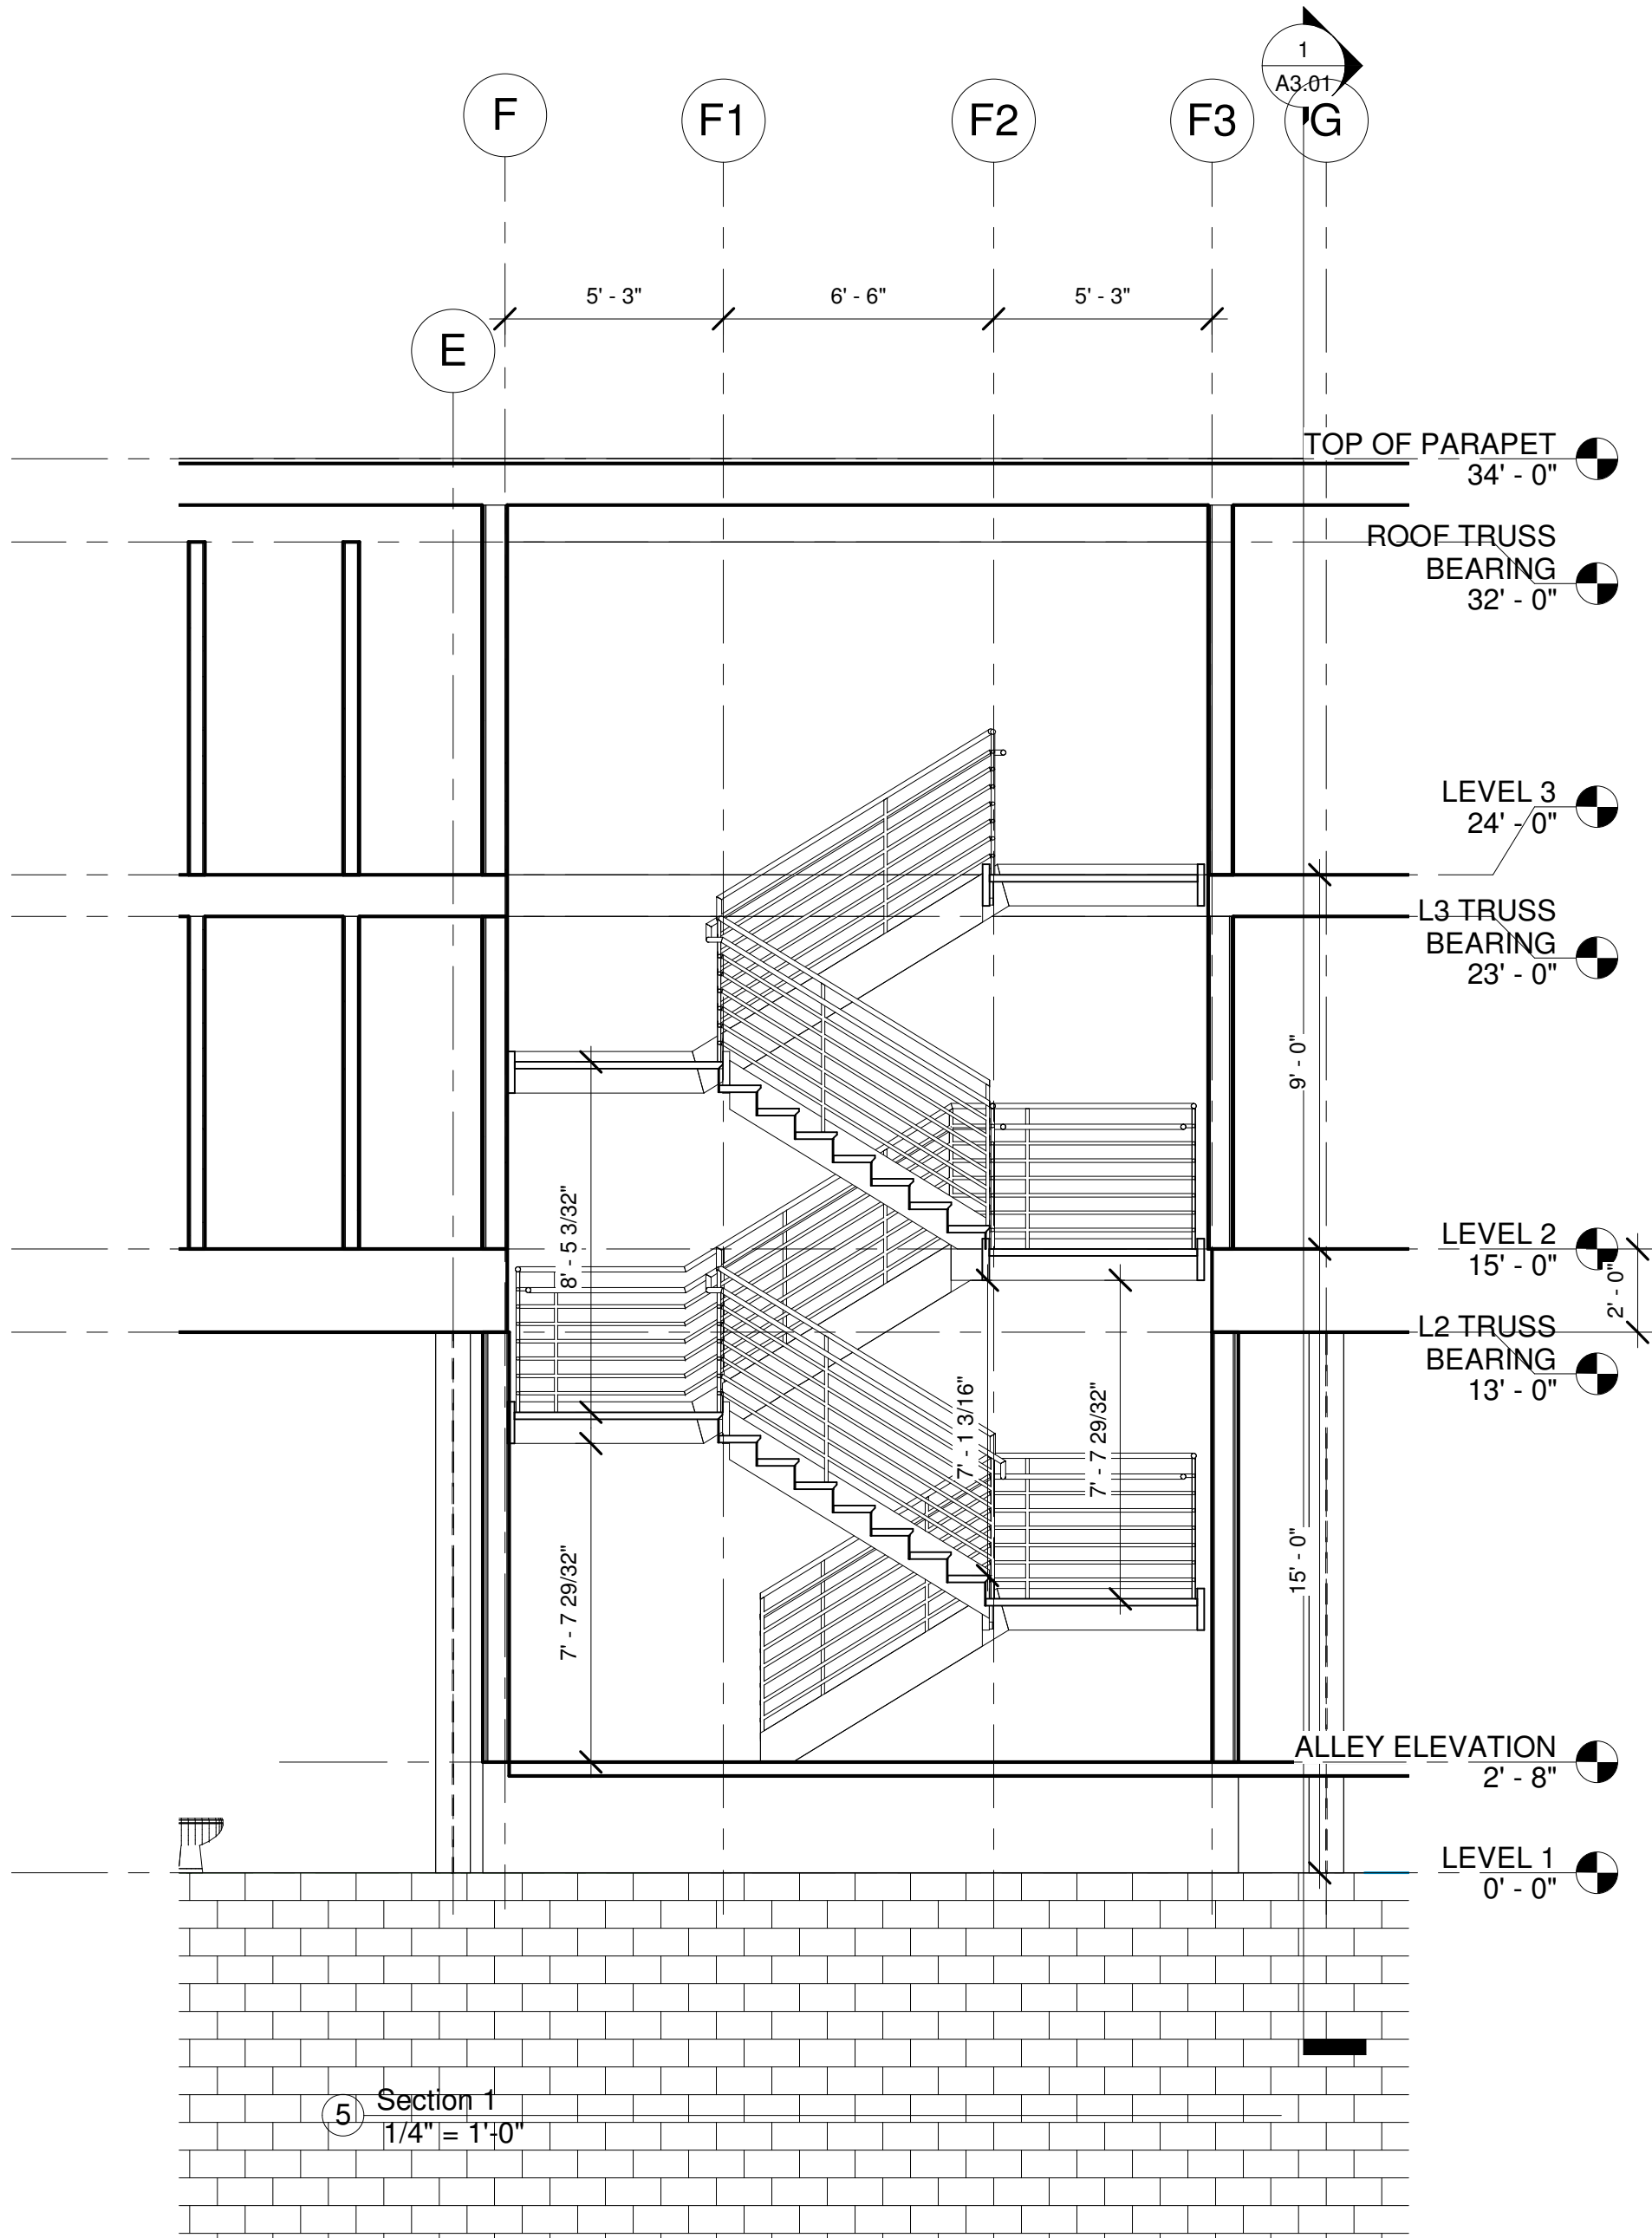 1
A3.01
F
F1
F2
F3
G
5' - 3"
6' - 6"
5' - 3"
E
TOP OF PARAPET
34' - 0"
ROOF TRUSS
BEARING
32' - 0"
LEVEL 3
24' - 0"
L3 TRUSS
BEARING
23' - 0"
9' - 0"
8' - 5 3/32"
LEVEL 2
15' - 0"
2' - 0"
L2 TRUSS
BEARING
13' - 0"
7' - 1 3/16"
7' - 7 29/32"
7' - 7 29/32"
15' - 0"
ALLEY ELEVATION
2' - 8"
LEVEL 1
0' - 0"
5
Section 1
1/4" = 1'-0"